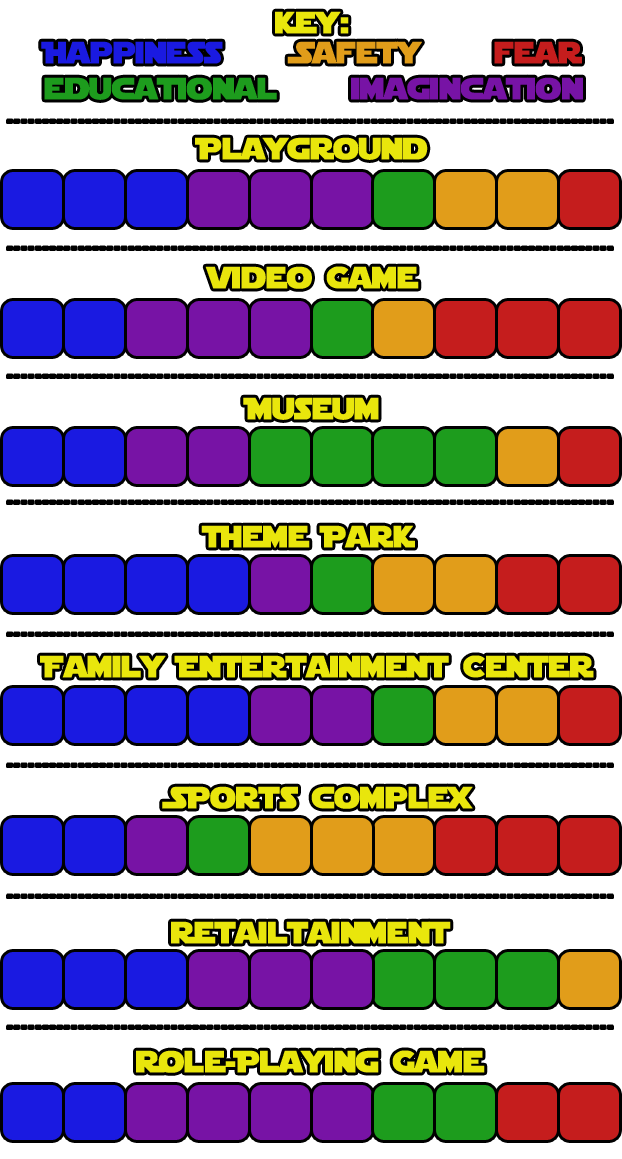 KEY:
HAPPINESS SAFETY FEAR
EDUCATIONAL IMAGINCATION
PLAYGROUND
VIDEO GAME
MUSEUM
THEME PARK
FAMILY ENTERTAINMENT CENTER
SPORTS COMPLEX
RETAILTAINMENT
ROLE-PLAYING GAME